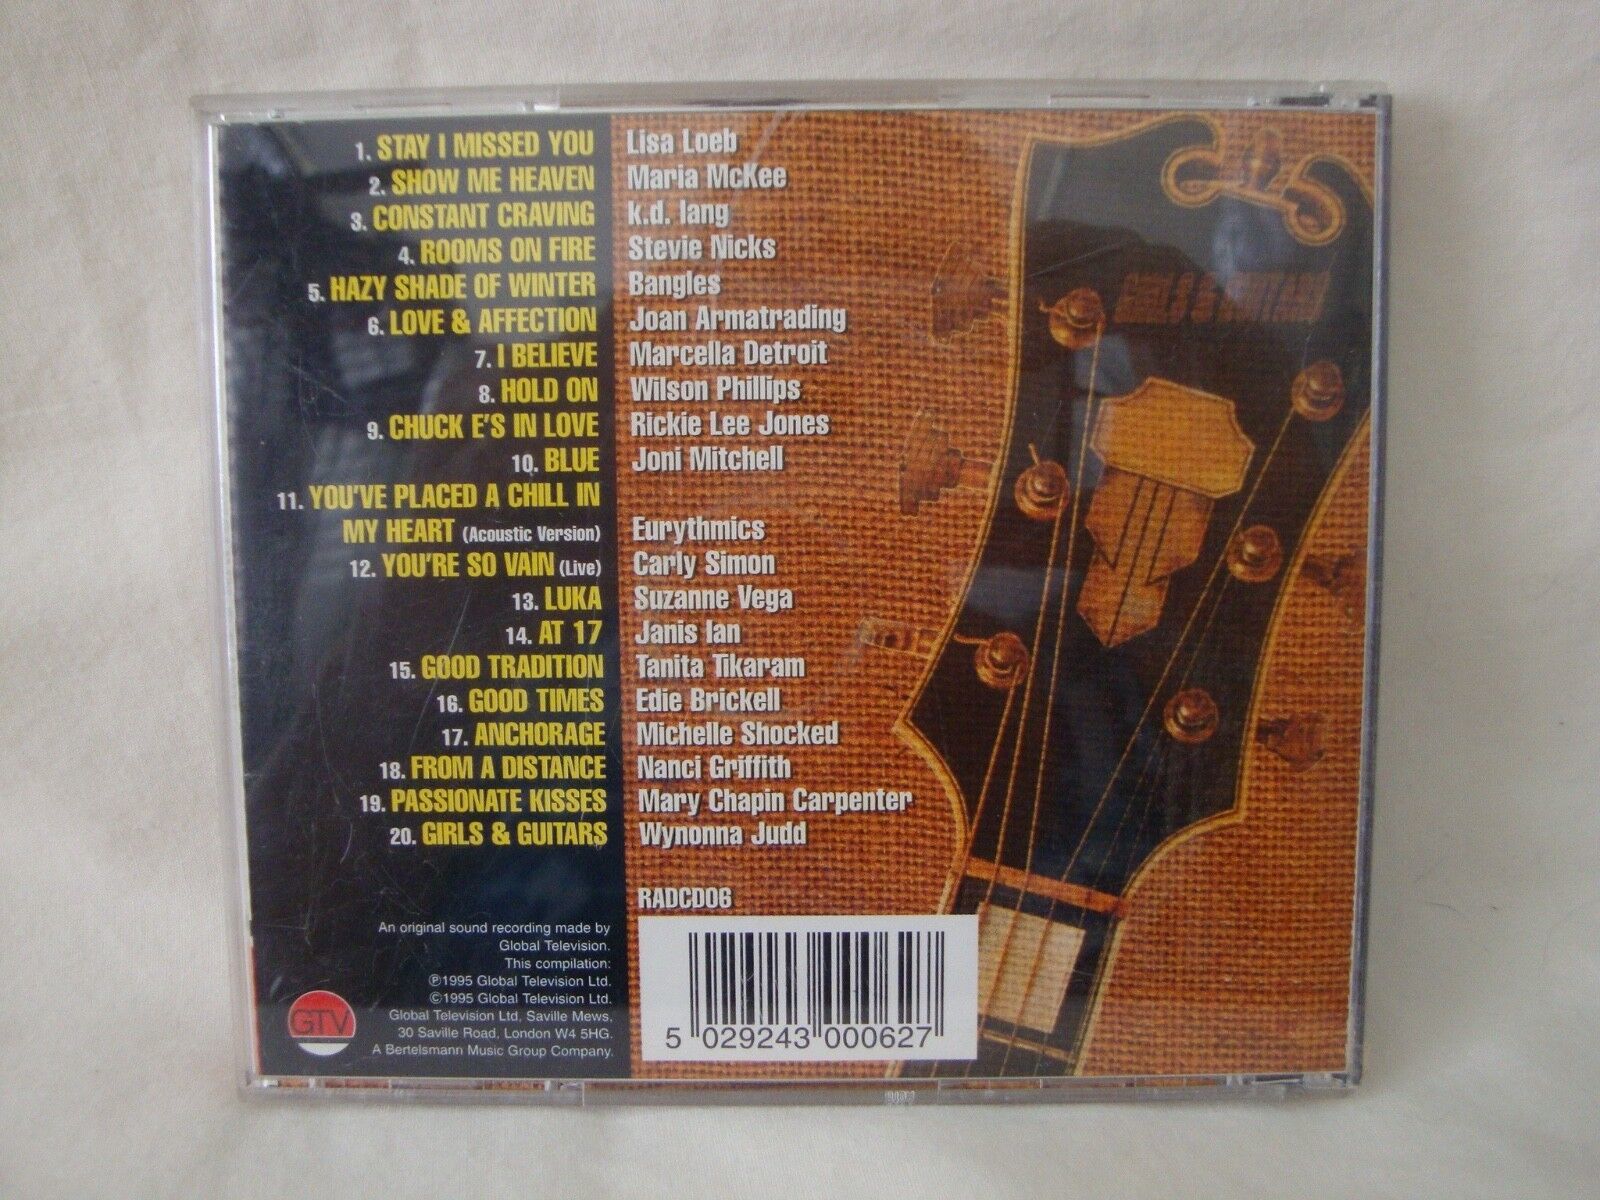 1. STAY I MISSED YOU Lisa Loeb
2. SHOW ME HEAVEN Maria McKee
3. CONSTANT CRAVING k.d. lang
4. ROOMS ON FIRE Stevie Nicks
5. HAZY SHADE OF WINTER Bangles
6. LOVE & AFFECTION Joan Armatrading
7. I BELIEVE Marcella Detroit
8. HOLD ON Wilson Phillips
9. CHUCK E'S IN LOVE Rickie Lee Jones
10. BLUE Joni Mitchell
11. YOU'VE PLACED A CHILL IN
MY HEART (Acoustic Version) Eurythmics
12. YOU'RE SO VAIN (Live) Carly Simon
13. LUKA Suzanne Vega
14. AT 17 Janis Ian
15. GOOD TRADITION Tanita Tikaram
16. GOOD TIMES Edie Brickell
17. ANCHORAGE Michelle Shocked
18. FROM A DISTANCE Nanci Griffith
19. PASSIONATE KISSES Mary Chapin Carpenter
20. GIRLS & GUITARS Wynonna Judd
GIRLS & GUITARS
RADCD06
An original sound recording made by
Global Television.
This compilation:
℗1995 Global Television Ltd.
©1995 Global Television Ltd.
Global Television Ltd, Saville Mews,
30 Saville Road, London W4 5HG.
A Bertelsmann Music Group Company.
GTV
5 029243 000627